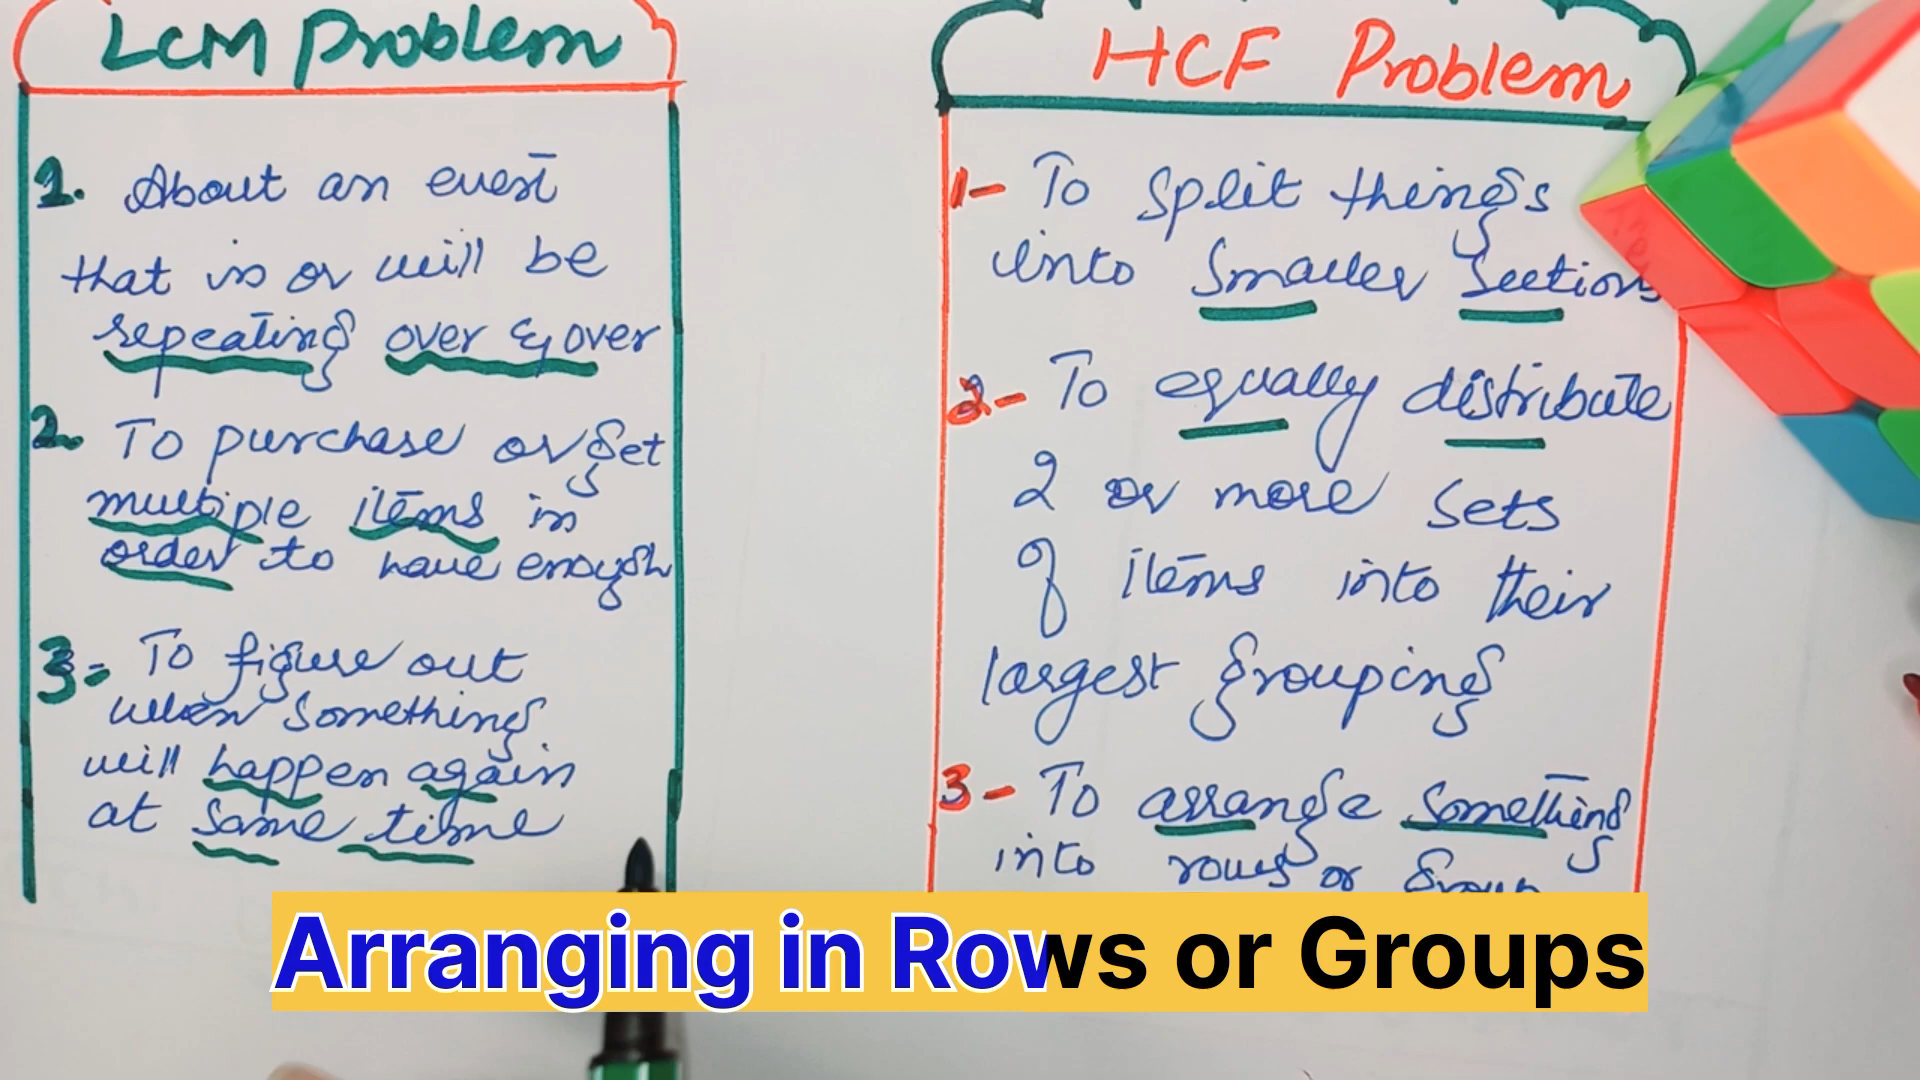 LCM Problem
1. About an event
that is or will be
repeating over & over
2. To purchase or get
multiple items in
order to have enough
3- To figure out
when something
will happen again
at same time
HCF Problem
1- To split things
into smaller sections
2- To equally distribute
2 or more sets
of items into their
largest grouping
3- To arrange something
into rows or group
Arranging in Rows or Groups